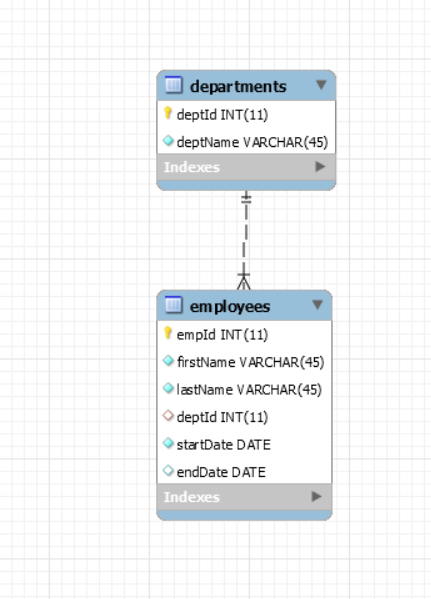 departments
deptId INT(11)
deptName VARCHAR(45)
Indexes
employees
empId INT(11)
firstName VARCHAR(45)
lastName VARCHAR(45)
deptId INT(11)
startDate DATE
endDate DATE
Indexes